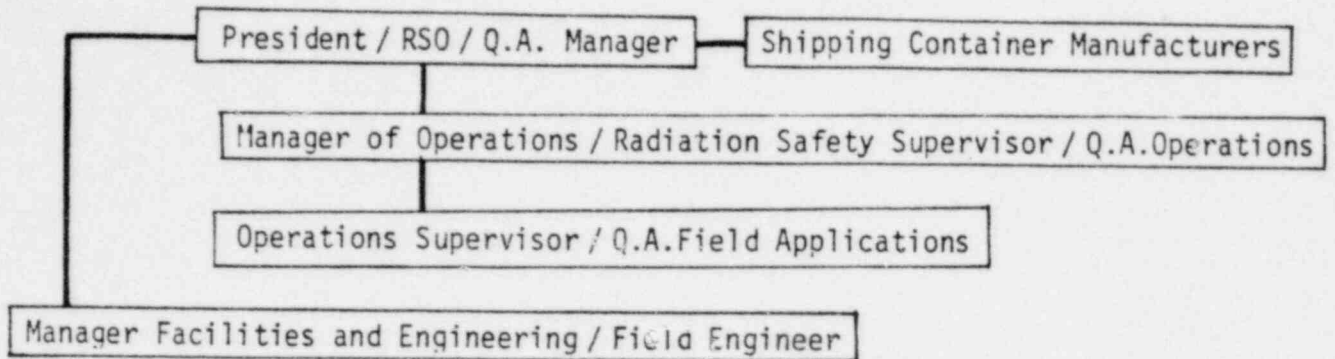 President / RSO / Q.A. Manager
Shipping Container Manufacturers
Manager of Operations / Radiation Safety Supervisor / Q.A.Operations
Operations Supervisor / Q.A.Field Applications
Manager Facilities and Engineering / Field Engineer